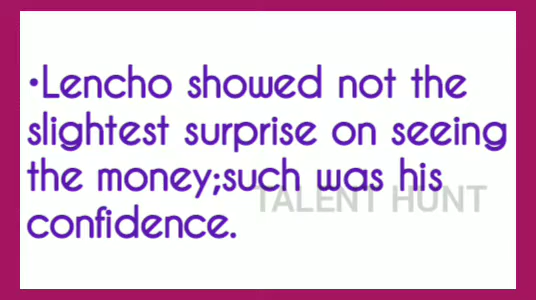 •Lencho showed not the
slightest surprise on seeing
the money;such was his
TALENT HUNT
confidence.